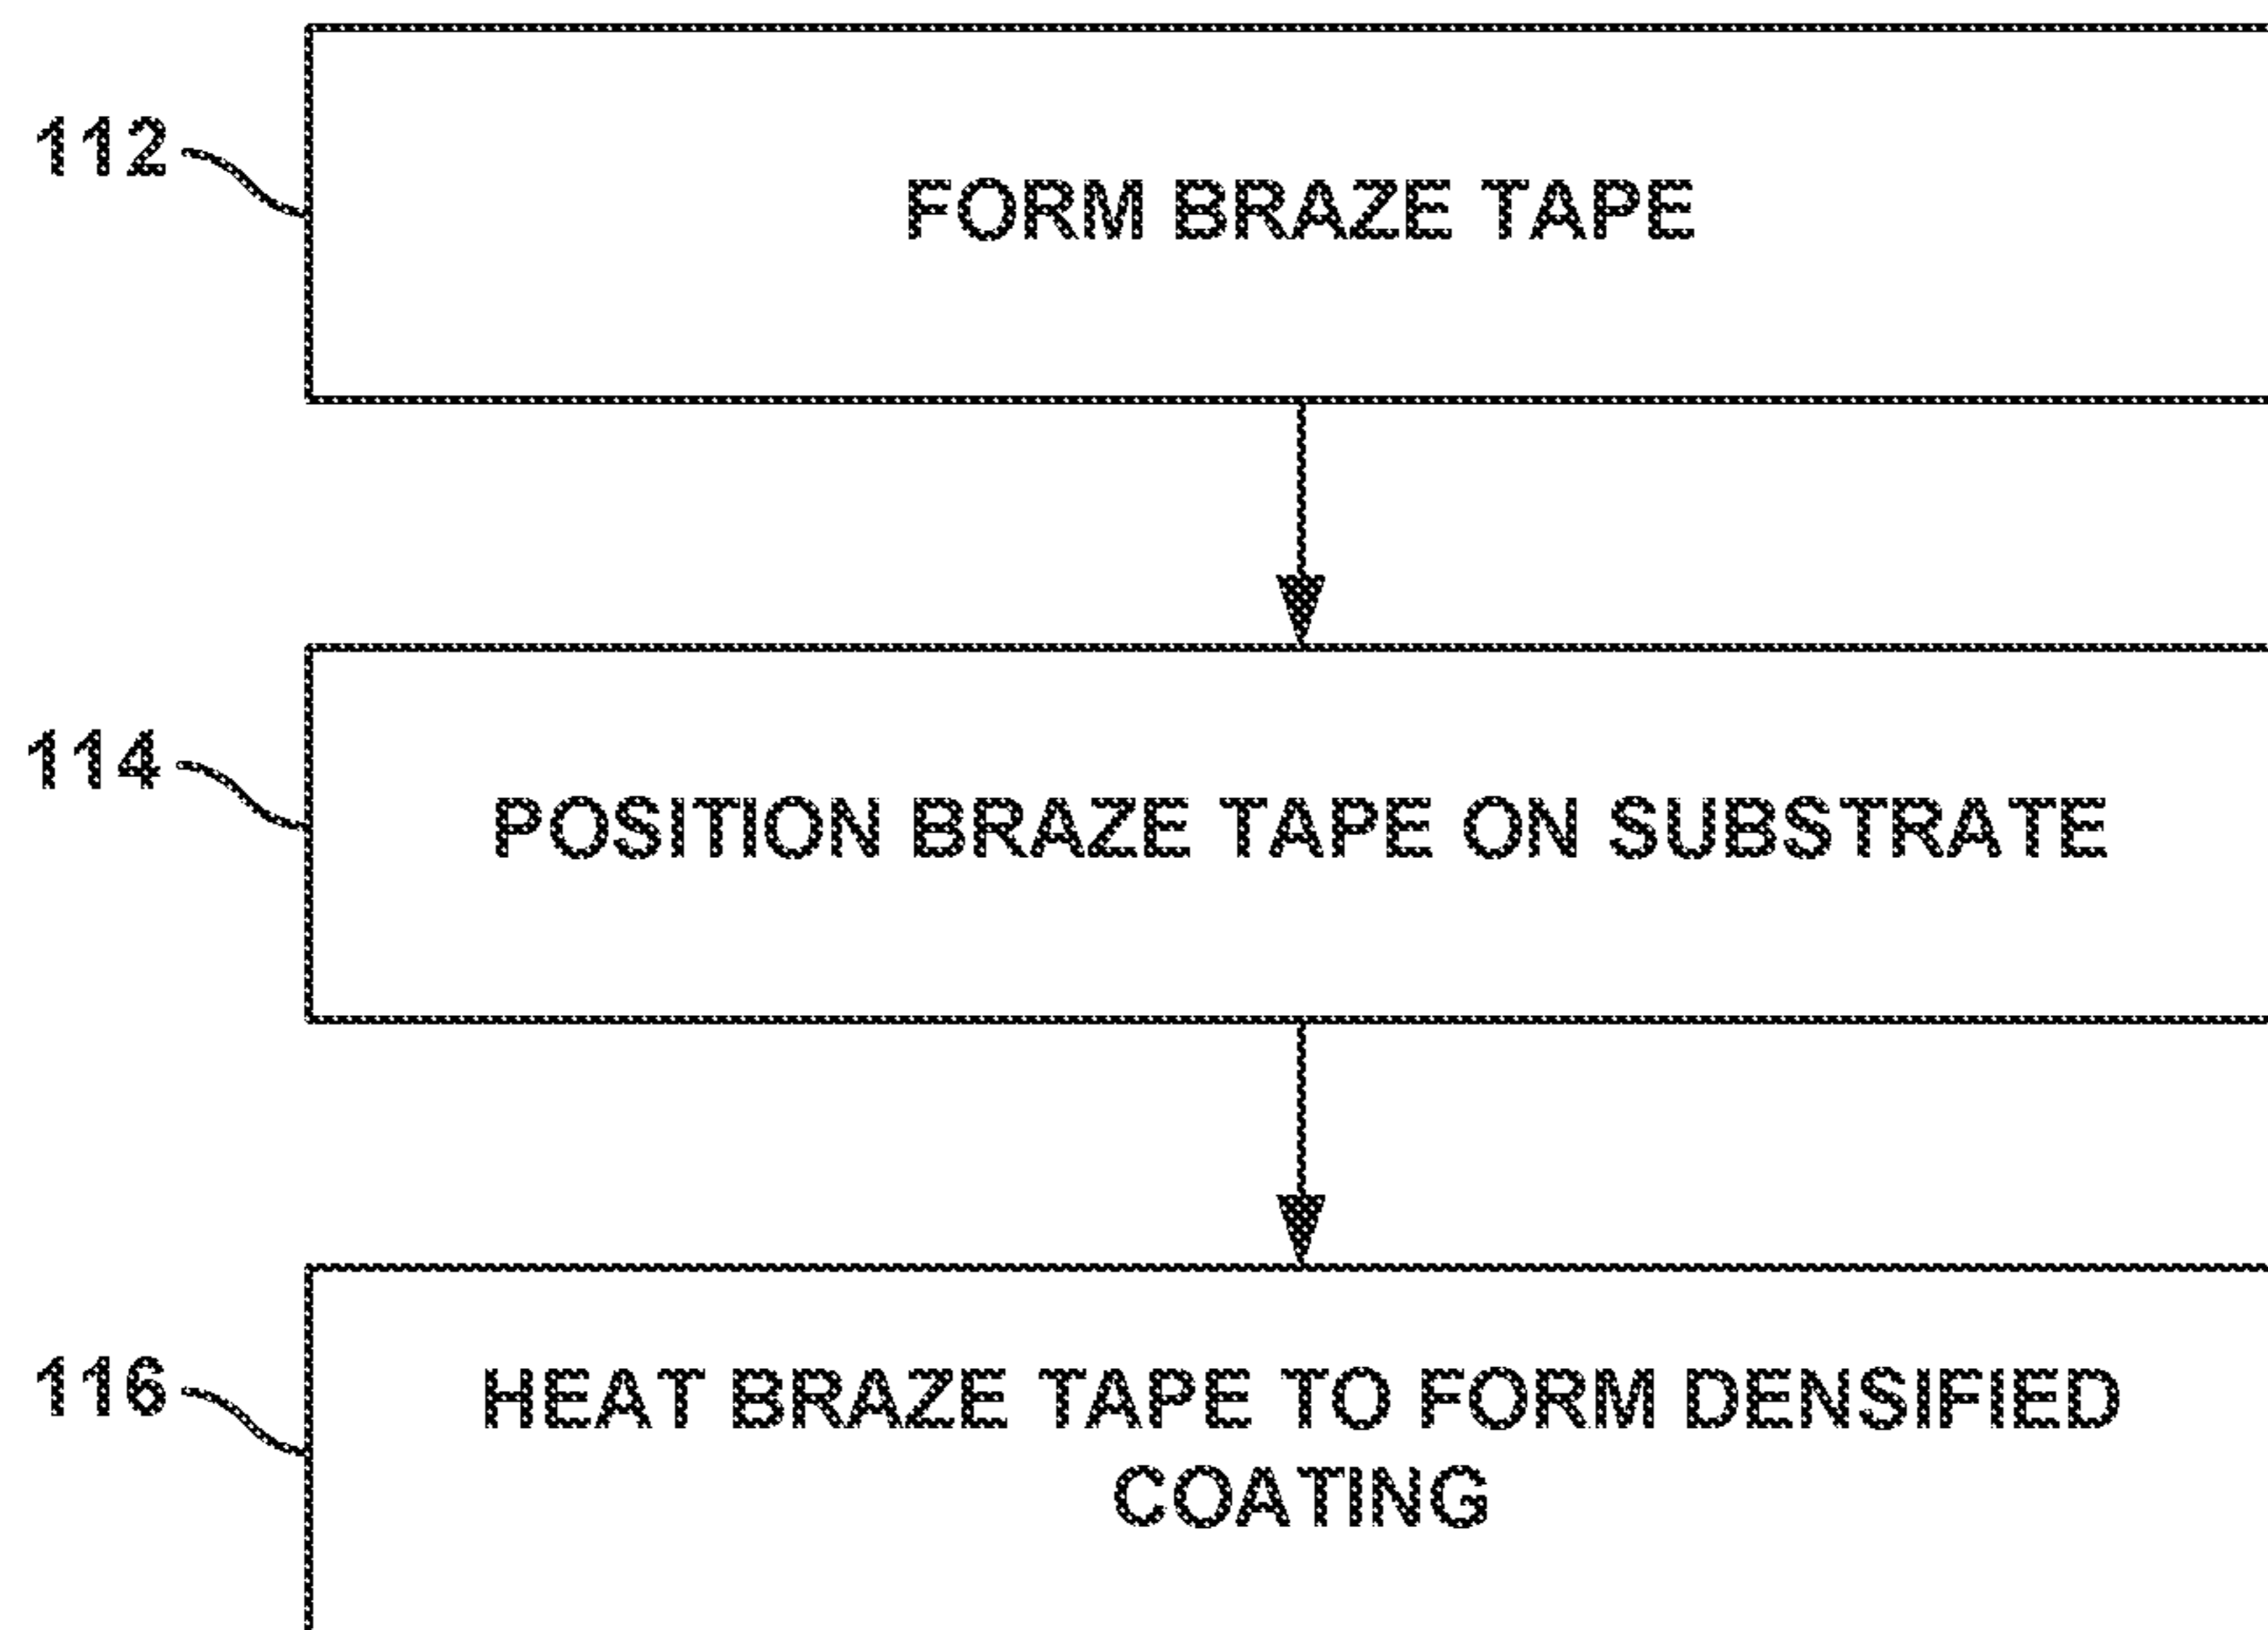 112
FORM BRAZE TAPE
114
POSITION BRAZE TAPE ON SUBSTRATE
116
HEAT BRAZE TAPE TO FORM DENSIFIED
COATING